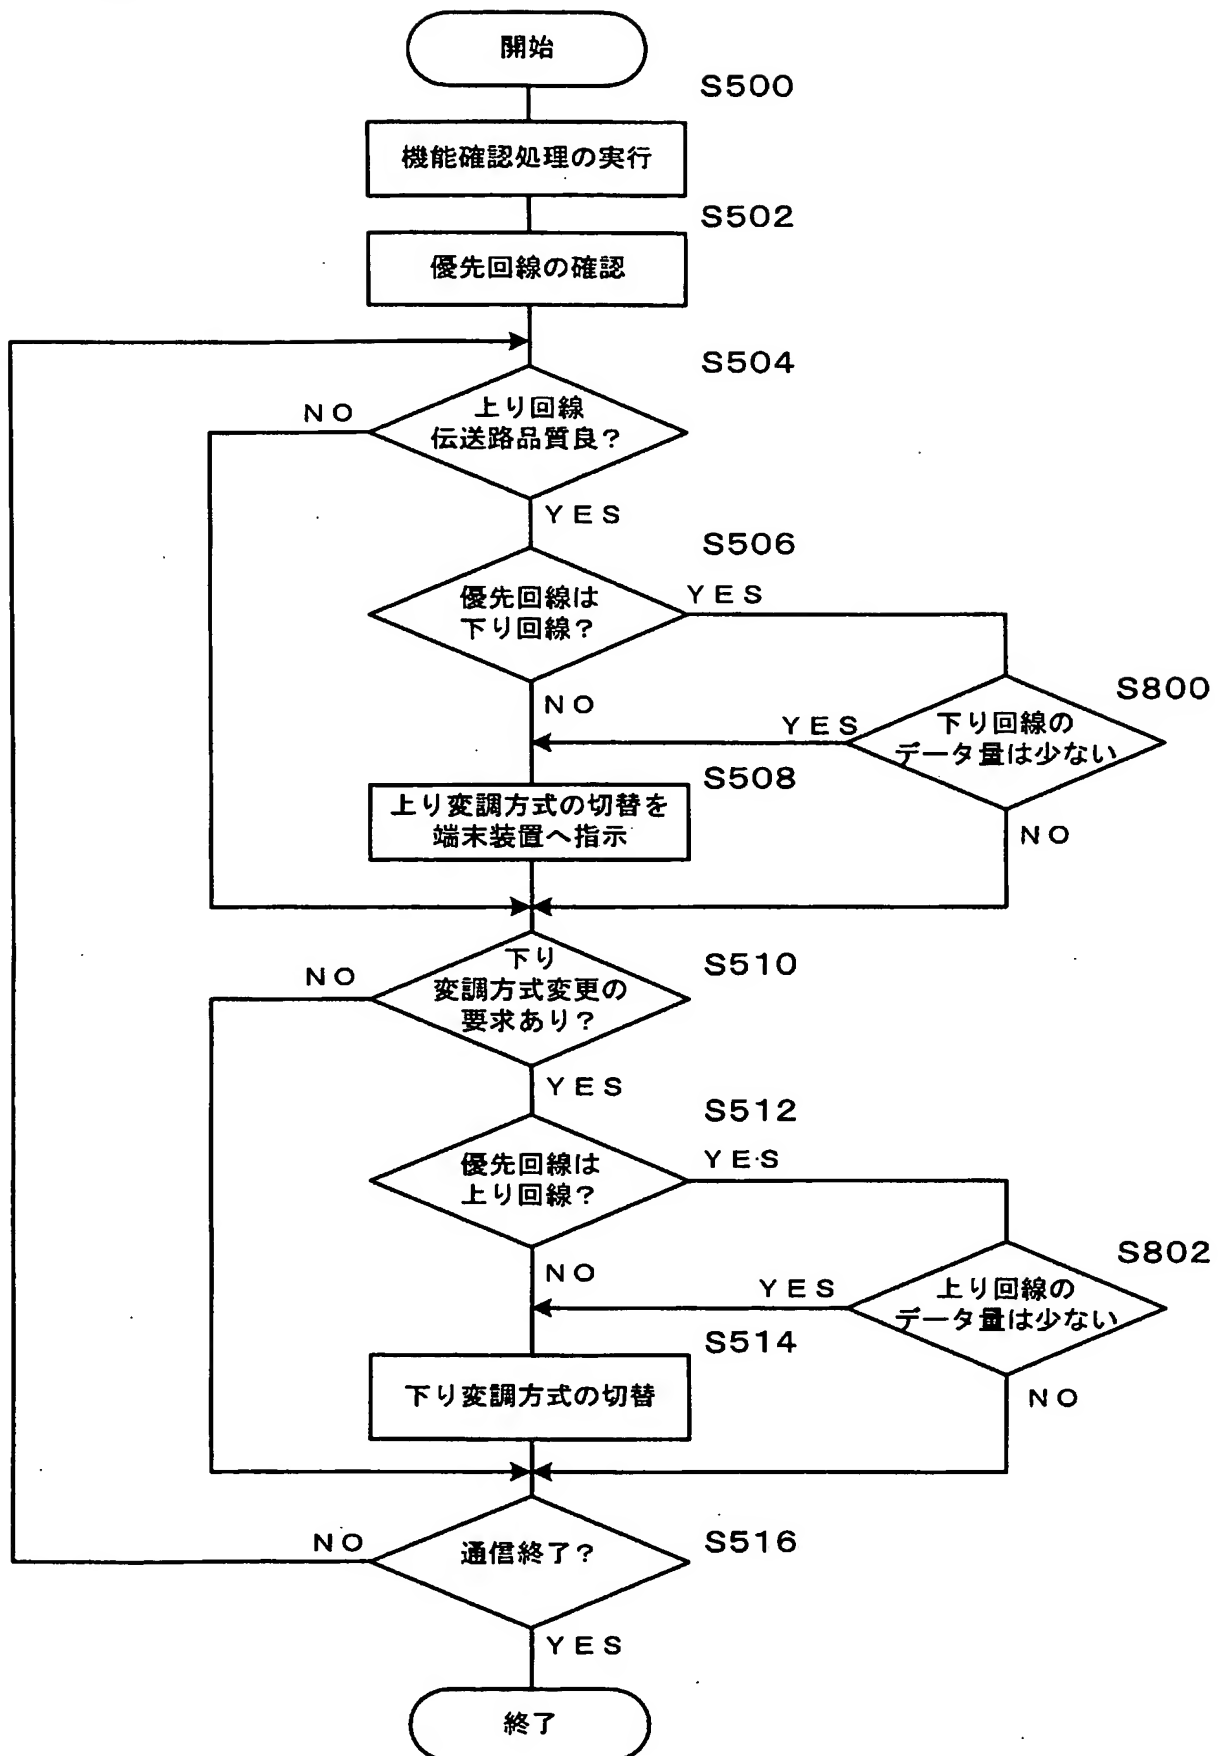 開始
S500
機能確認処理の実行
S502
優先回線の確認
S504
上り回線
伝送路品質良?
NO
YES
S506
優先回線は
下り回線?
YES
NO
S800
下り回線の
データ量は少ない
YES
NO
S508
上り変調方式の切替を
端末装置へ指示
S510
下り
変調方式変更の
要求あり?
NO
YES
S512
優先回線は
上り回線?
YES
NO
S802
上り回線の
データ量は少ない
YES
NO
S514
下り変調方式の切替
S516
通信終了?
NO
YES
終了